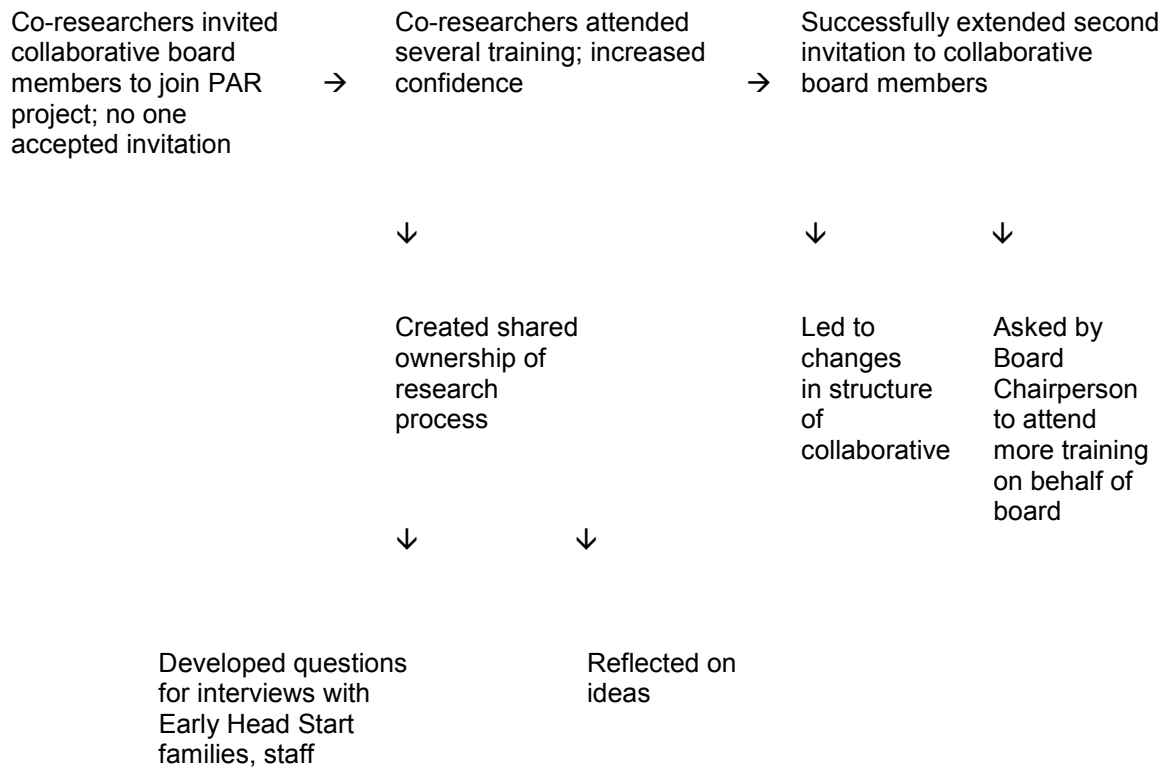 Co-researchers invited
collaborative board
members to join PAR
project; no one
accepted invitation
→
Co-researchers attended
several training; increased
confidence
→
Successfully extended second
invitation to collaborative
board members
↓
↓
↓
Created shared
ownership of
research
process
Led to
changes
in structure
of
collaborative
Asked by
Board
Chairperson
to attend
more training
on behalf of
board
↓
↓
Developed questions
for interviews with
Early Head Start
families, staff
Reflected on
ideas